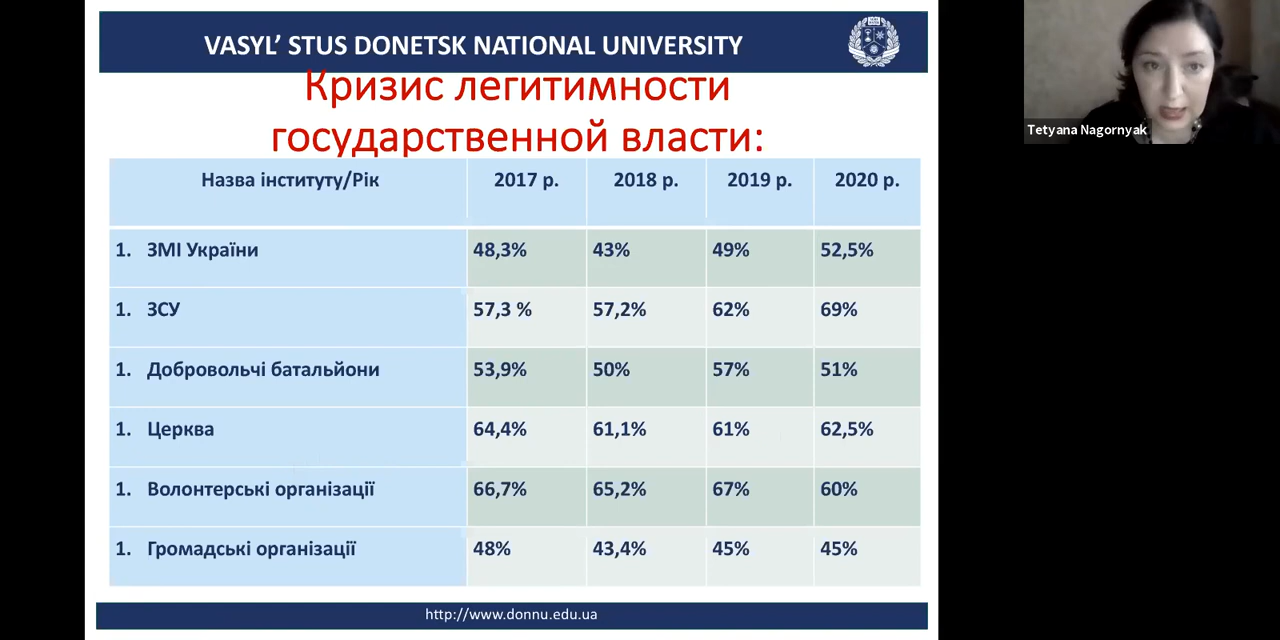 VASYL’ STUS DONETSK NATIONAL UNIVERSITY
Кризис легитимности
государственной власти:
Назва інституту/Рік 2017 р. 2018 р. 2019 р. 2020 р.
1. ЗМІ України 48,3% 43% 49% 52,5%
1. ЗСУ 57,3 % 57,2% 62% 69%
1. Добровольчі батальйони 53,9% 50% 57% 51%
1. Церква 64,4% 61,1% 61% 62,5%
1. Волонтерські організації 66,7% 65,2% 67% 60%
1. Громадські організації 48% 43,4% 45% 45%
http://www.donnu.edu.ua
Tetyana Nagornyak